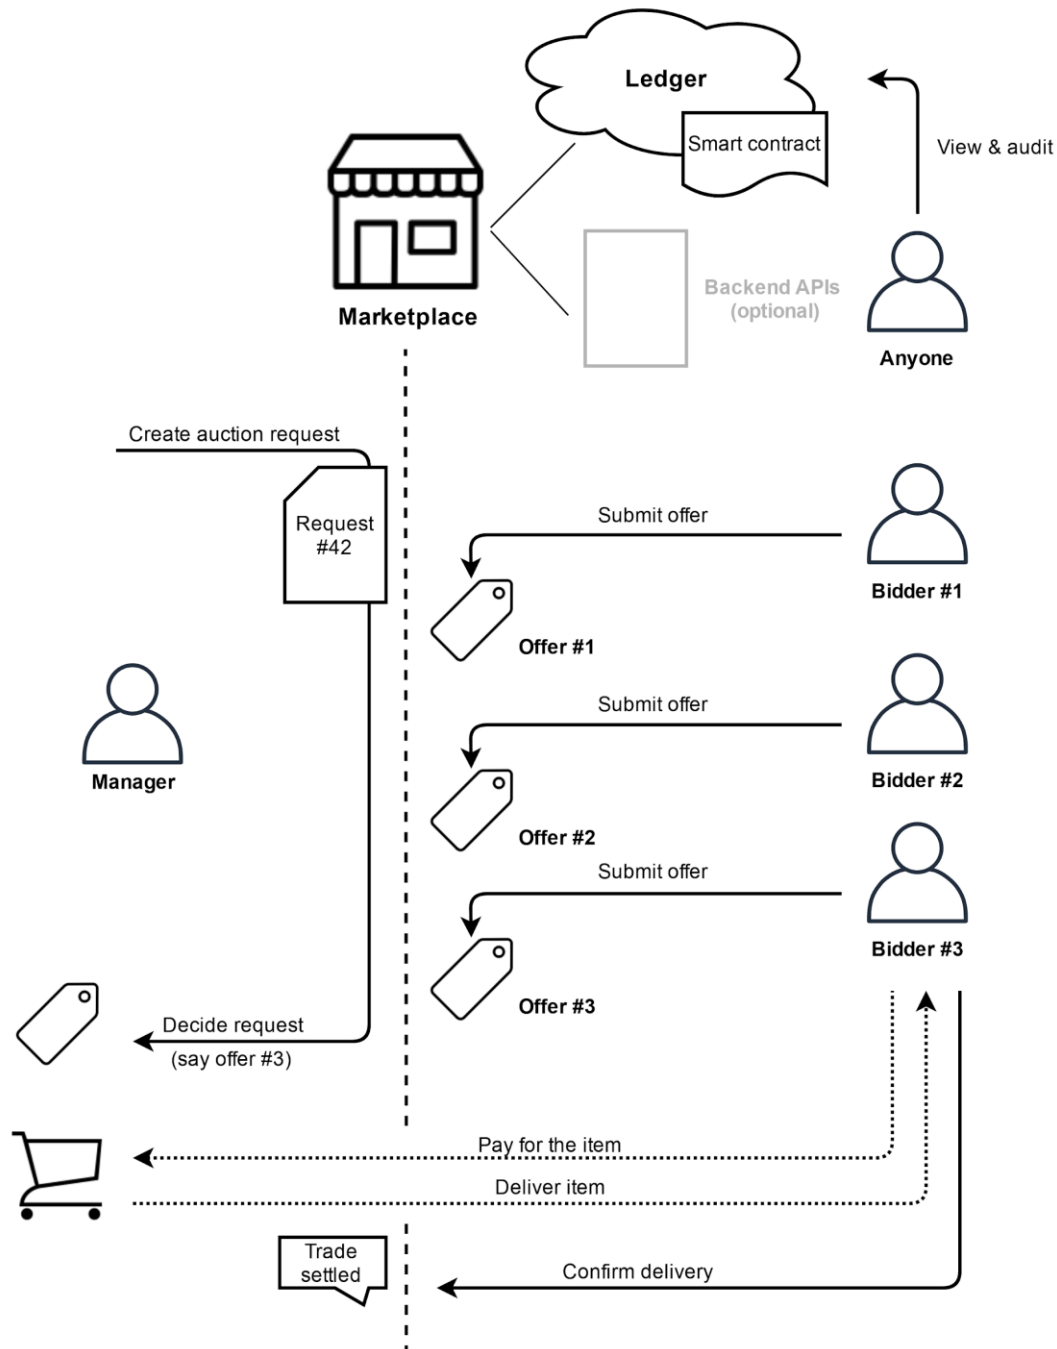 Ledger
Smart contract
View & audit
Marketplace
Backend APIs
(optional)
Anyone
Create auction request
Request
#42
Submit offer
Bidder #1
Offer #1
Manager
Submit offer
Bidder #2
Offer #2
Submit offer
Bidder #3
Offer #3
Decide request
(say offer #3)
Pay for the item
Deliver item
Trade
settled
Confirm delivery